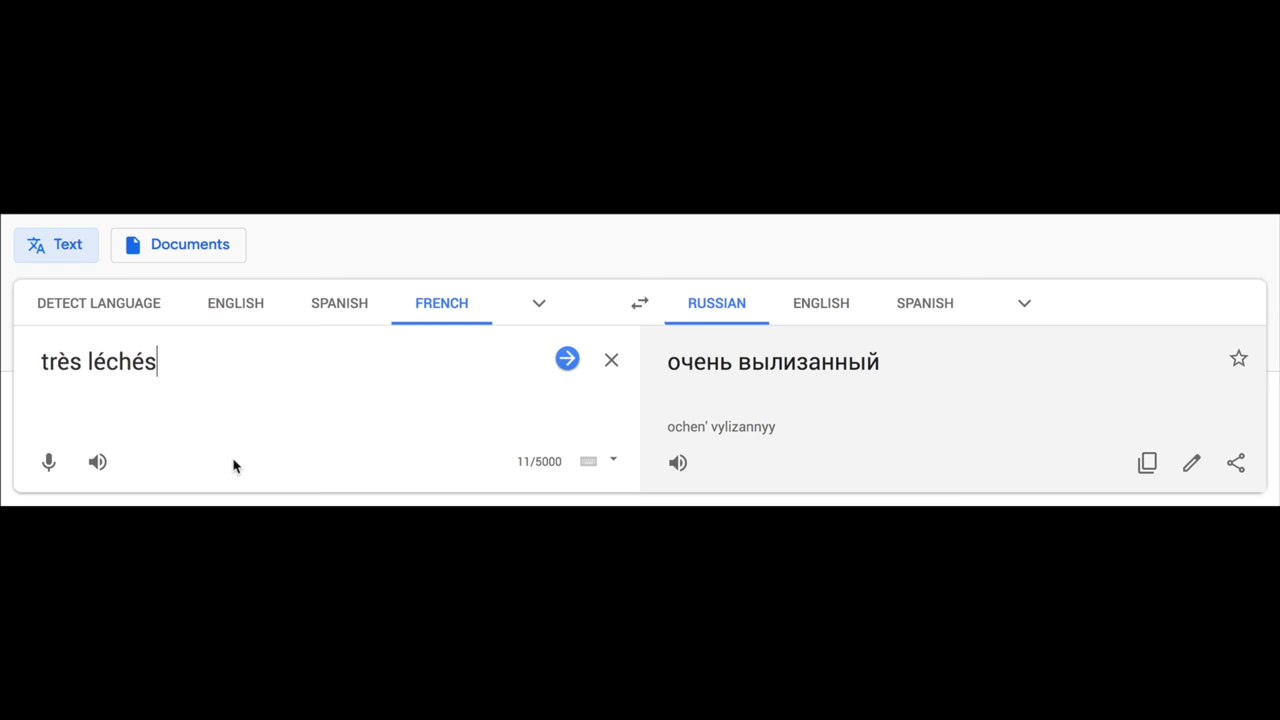 Text Documents
DETECT LANGUAGE ENGLISH SPANISH FRENCH RUSSIAN ENGLISH SPANISH
très léchés
очень вылизанный
ochen' vylizannyy
11/5000